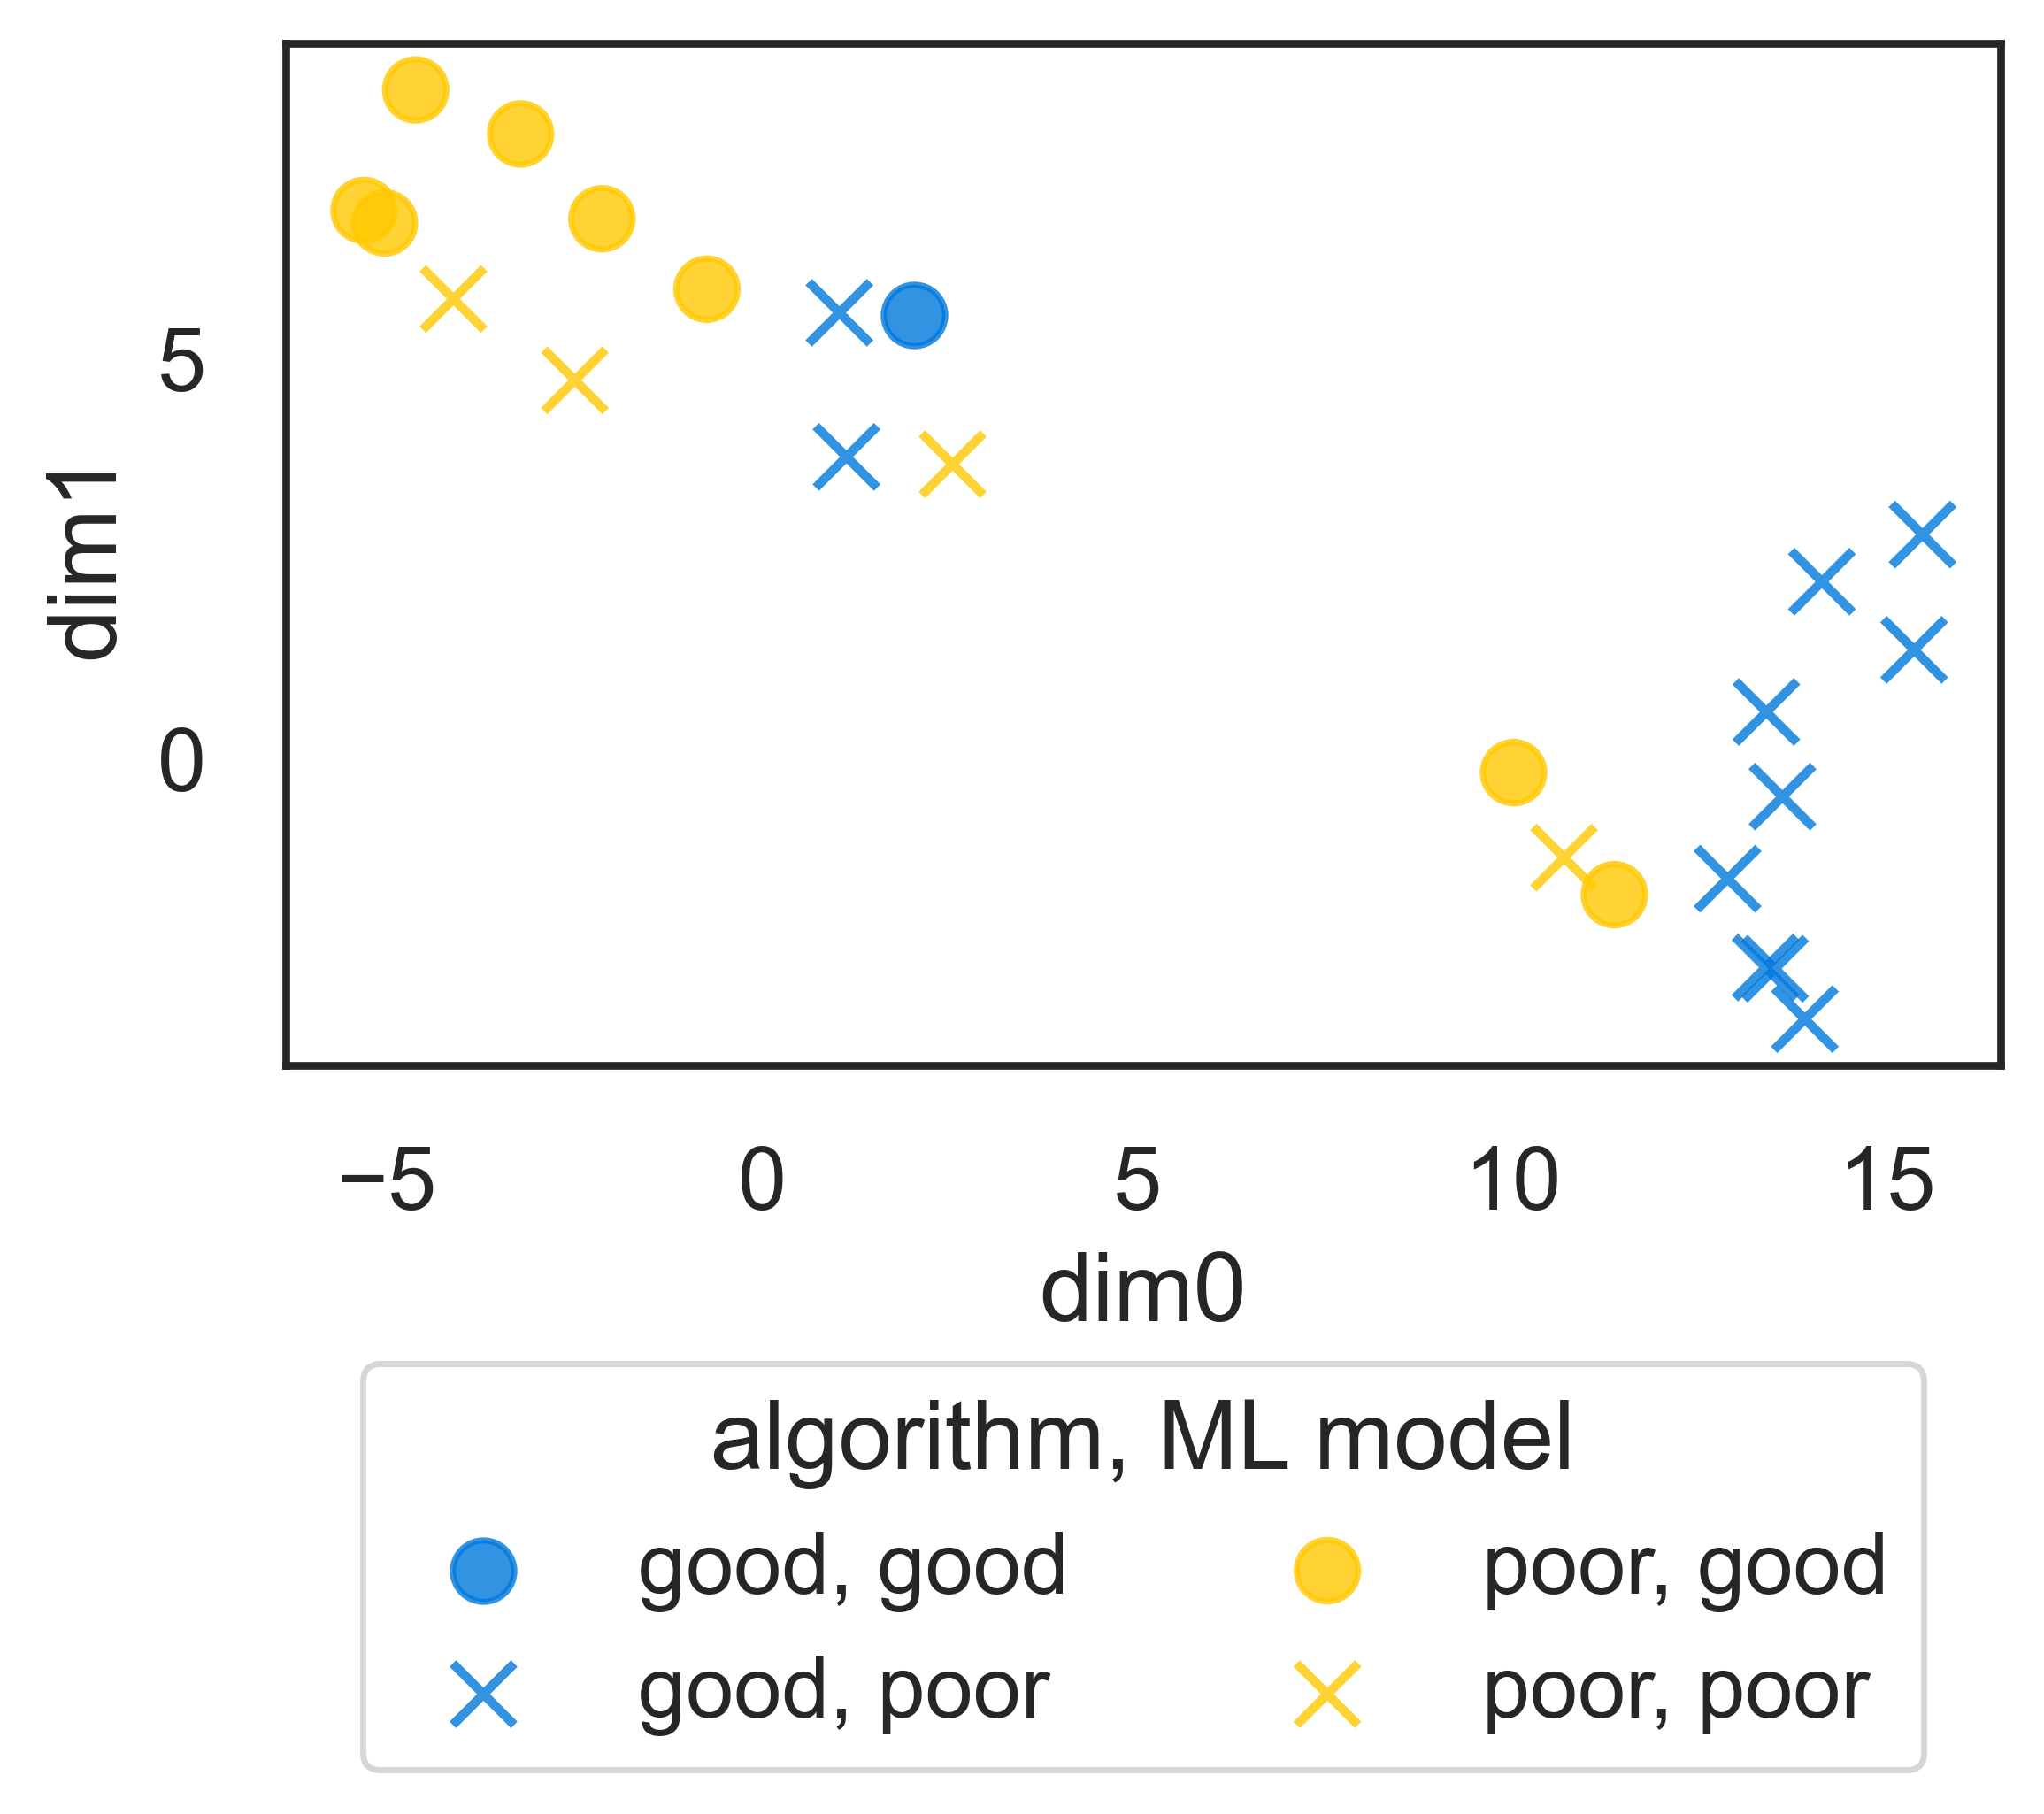 5
0
dim1
−5 0 5 10 15
dim0
algorithm, ML model
good, good poor, good
good, poor poor, poor